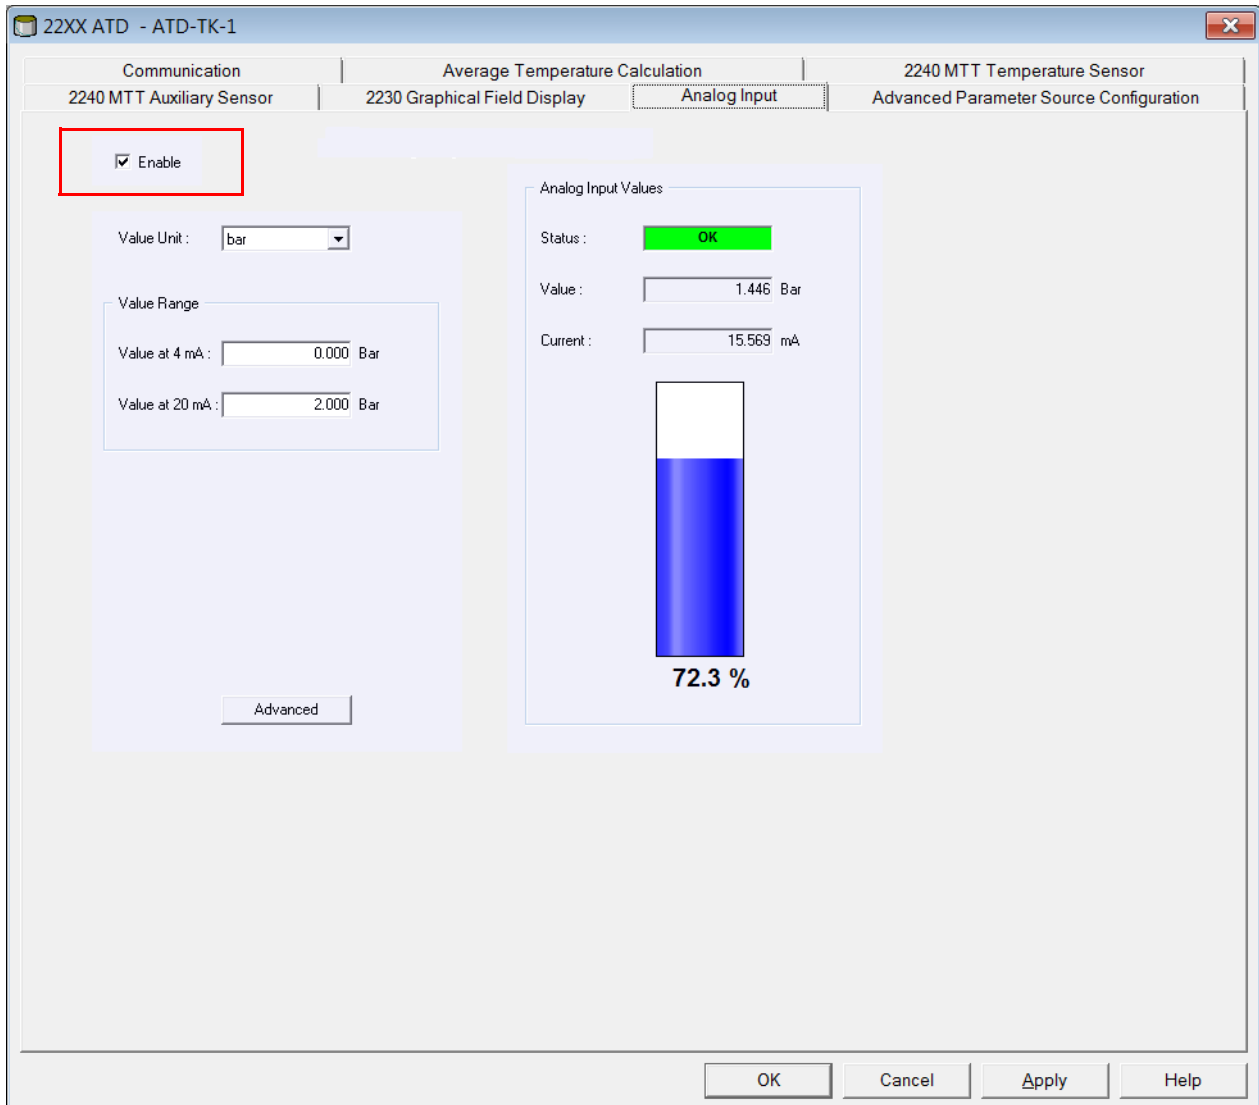 22XX ATD - ATD-TK-1
Communication
Average Temperature Calculation
2240 MTT Temperature Sensor
2240 MTT Auxiliary Sensor
2230 Graphical Field Display
Analog Input
Advanced Parameter Source Configuration
Enable
Value Unit :
bar
Value Range
Value at 4 mA :
0.000 Bar
Value at 20 mA :
2.000 Bar
Advanced
Analog Input Values
Status :
OK
Value :
1.446 Bar
Current :
15.569 mA
72.3 %
OK
Cancel
Apply
Help